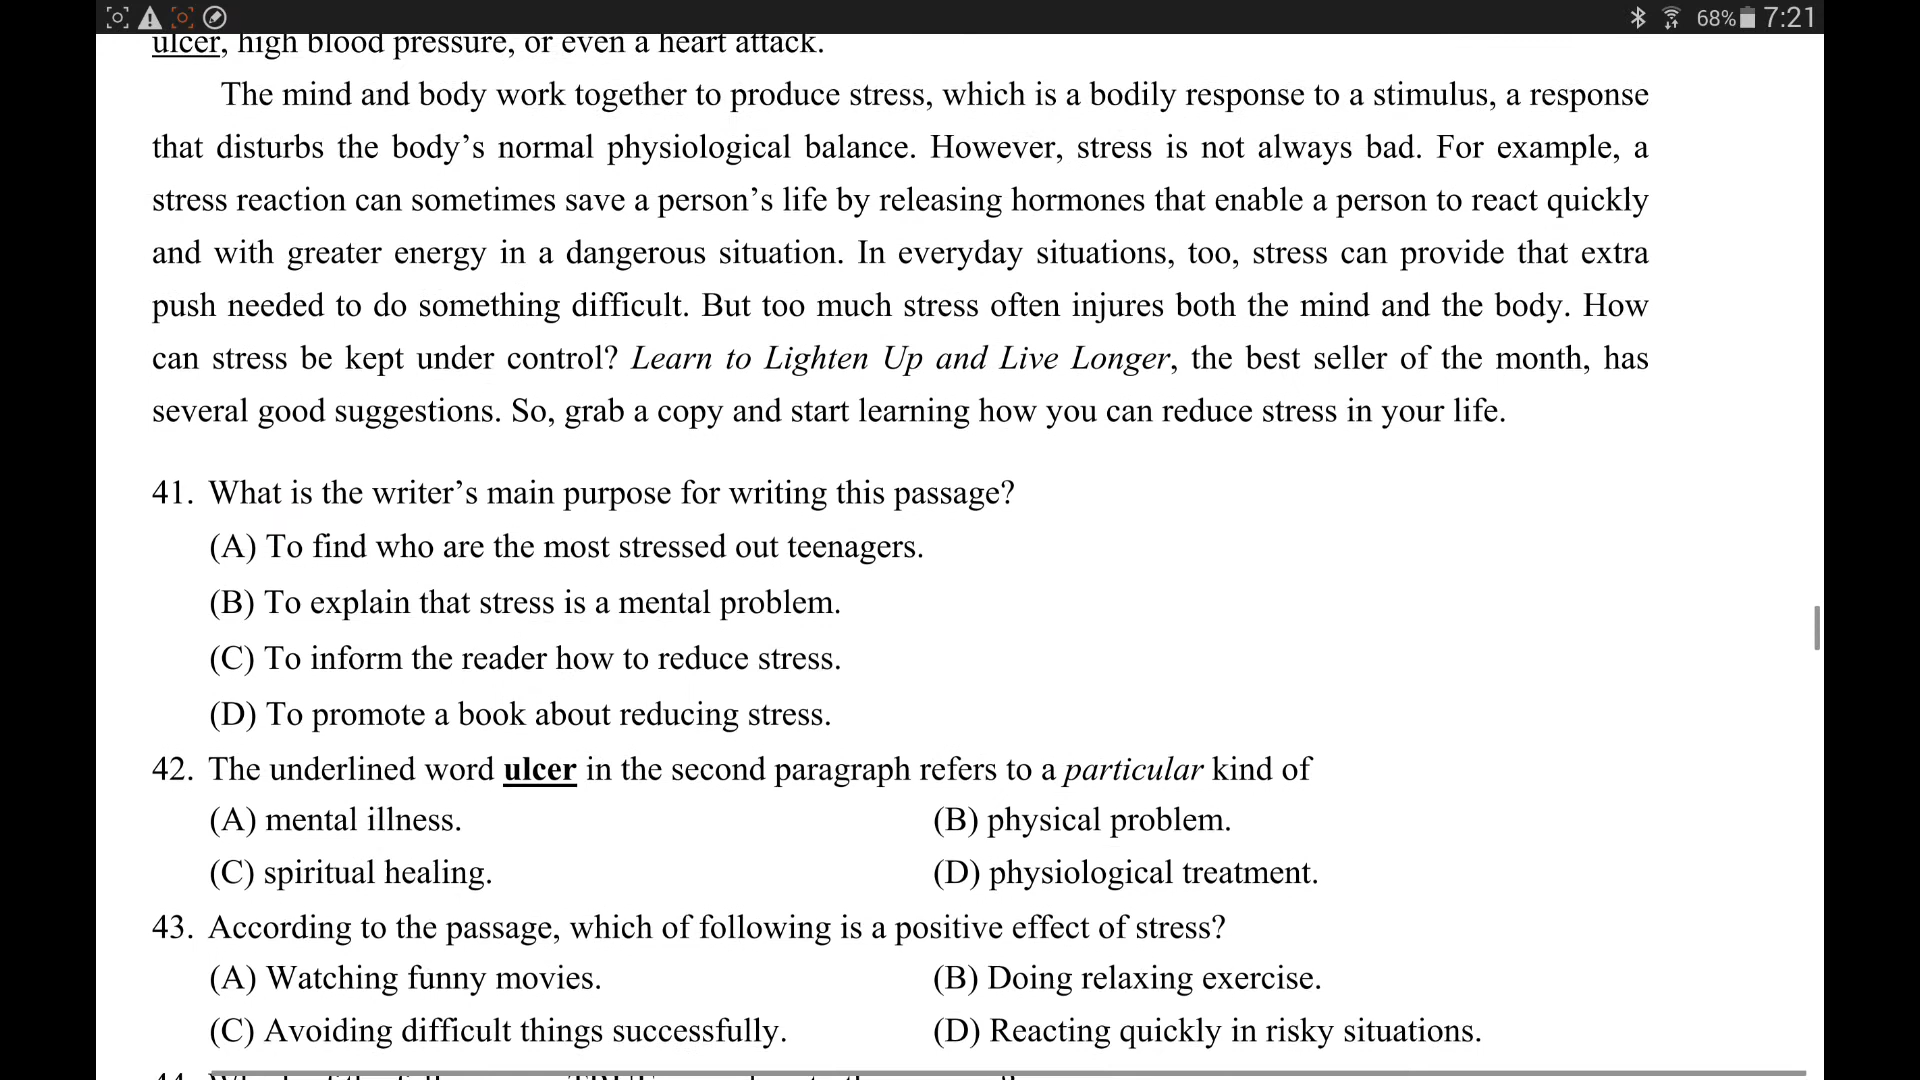 68% 7:21
ulcer, high blood pressure, or even a heart attack.
The mind and body work together to produce stress, which is a bodily response to a stimulus, a response
that disturbs the body’s normal physiological balance. However, stress is not always bad. For example, a
stress reaction can sometimes save a person’s life by releasing hormones that enable a person to react quickly
and with greater energy in a dangerous situation. In everyday situations, too, stress can provide that extra
push needed to do something difficult. But too much stress often injures both the mind and the body. How
can stress be kept under control? Learn to Lighten Up and Live Longer, the best seller of the month, has
several good suggestions. So, grab a copy and start learning how you can reduce stress in your life.
41. What is the writer’s main purpose for writing this passage?
(A) To find who are the most stressed out teenagers.
(B) To explain that stress is a mental problem.
(C) To inform the reader how to reduce stress.
(D) To promote a book about reducing stress.
42. The underlined word ulcer in the second paragraph refers to a particular kind of
(A) mental illness. (B) physical problem.
(C) spiritual healing. (D) physiological treatment.
43. According to the passage, which of following is a positive effect of stress?
(A) Watching funny movies. (B) Doing relaxing exercise.
(C) Avoiding difficult things successfully. (D) Reacting quickly in risky situations.